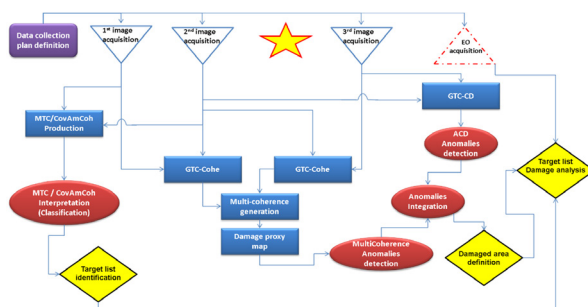 Data collection
plan definition
1st image
acquisition
2nd image
acquisition
3rd image
acquisition
EO
acquisition
MTC/CovAmCoh
Production
GTC-CD
ACD
Anomalies
detection
GTC-Cohe
GTC-Cohe
Target list
Damage analysis
MTC / CovAmCoh
Interpretation
(Classification)
Multi-coherence
generation
Anomalies
Integration
Damage proxy
map
MultiCoherence
Anomalies
detection
Damaged area
definition
Target list
identification